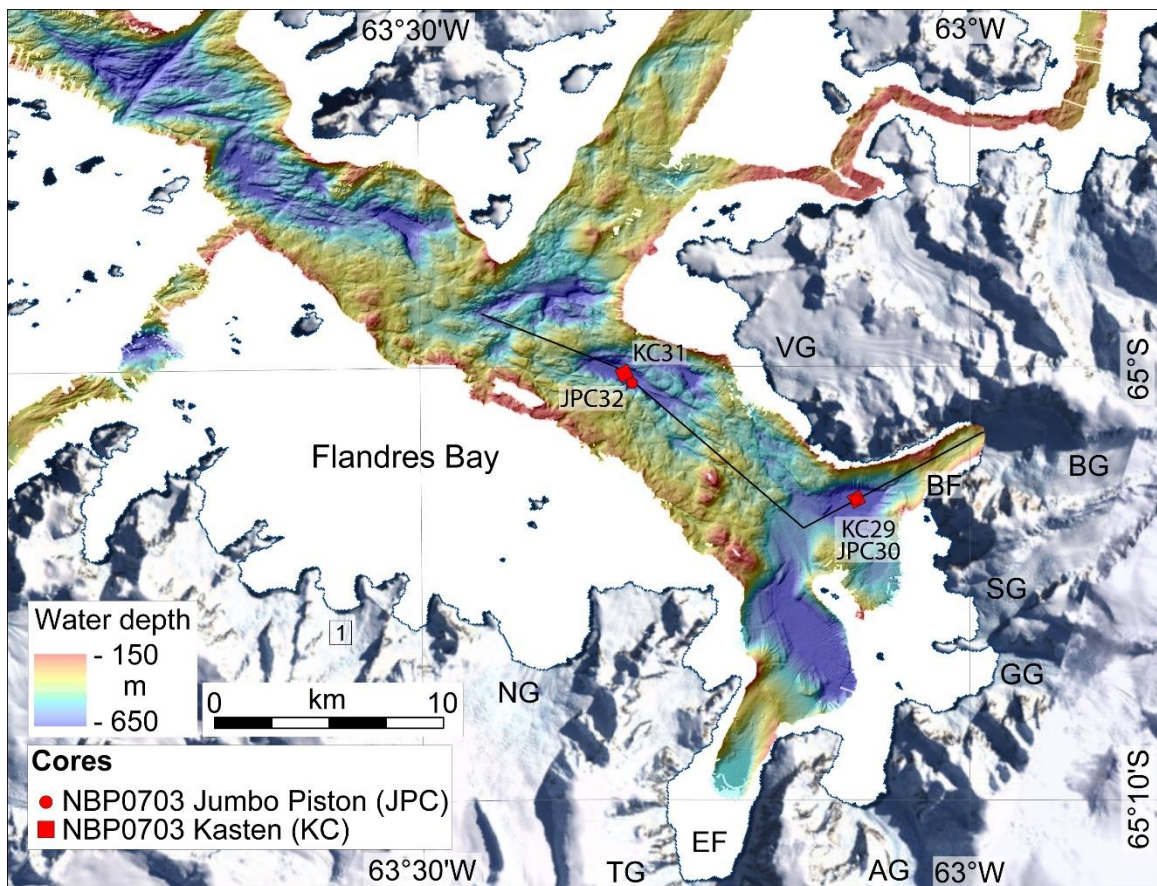 63°30'W
63°W
KC31
VG
65°S
JPC32
Flandres Bay
BF
BG
KC29
JPC30
SG
Water depth
- 150
m
- 650
1
km
0
10
NG
GG
Cores
NBP0703 Jumbo Piston (JPC)
NBP0703 Kasten (KC)
65°10'S
63°30'W
TG
EF
AG
63°W